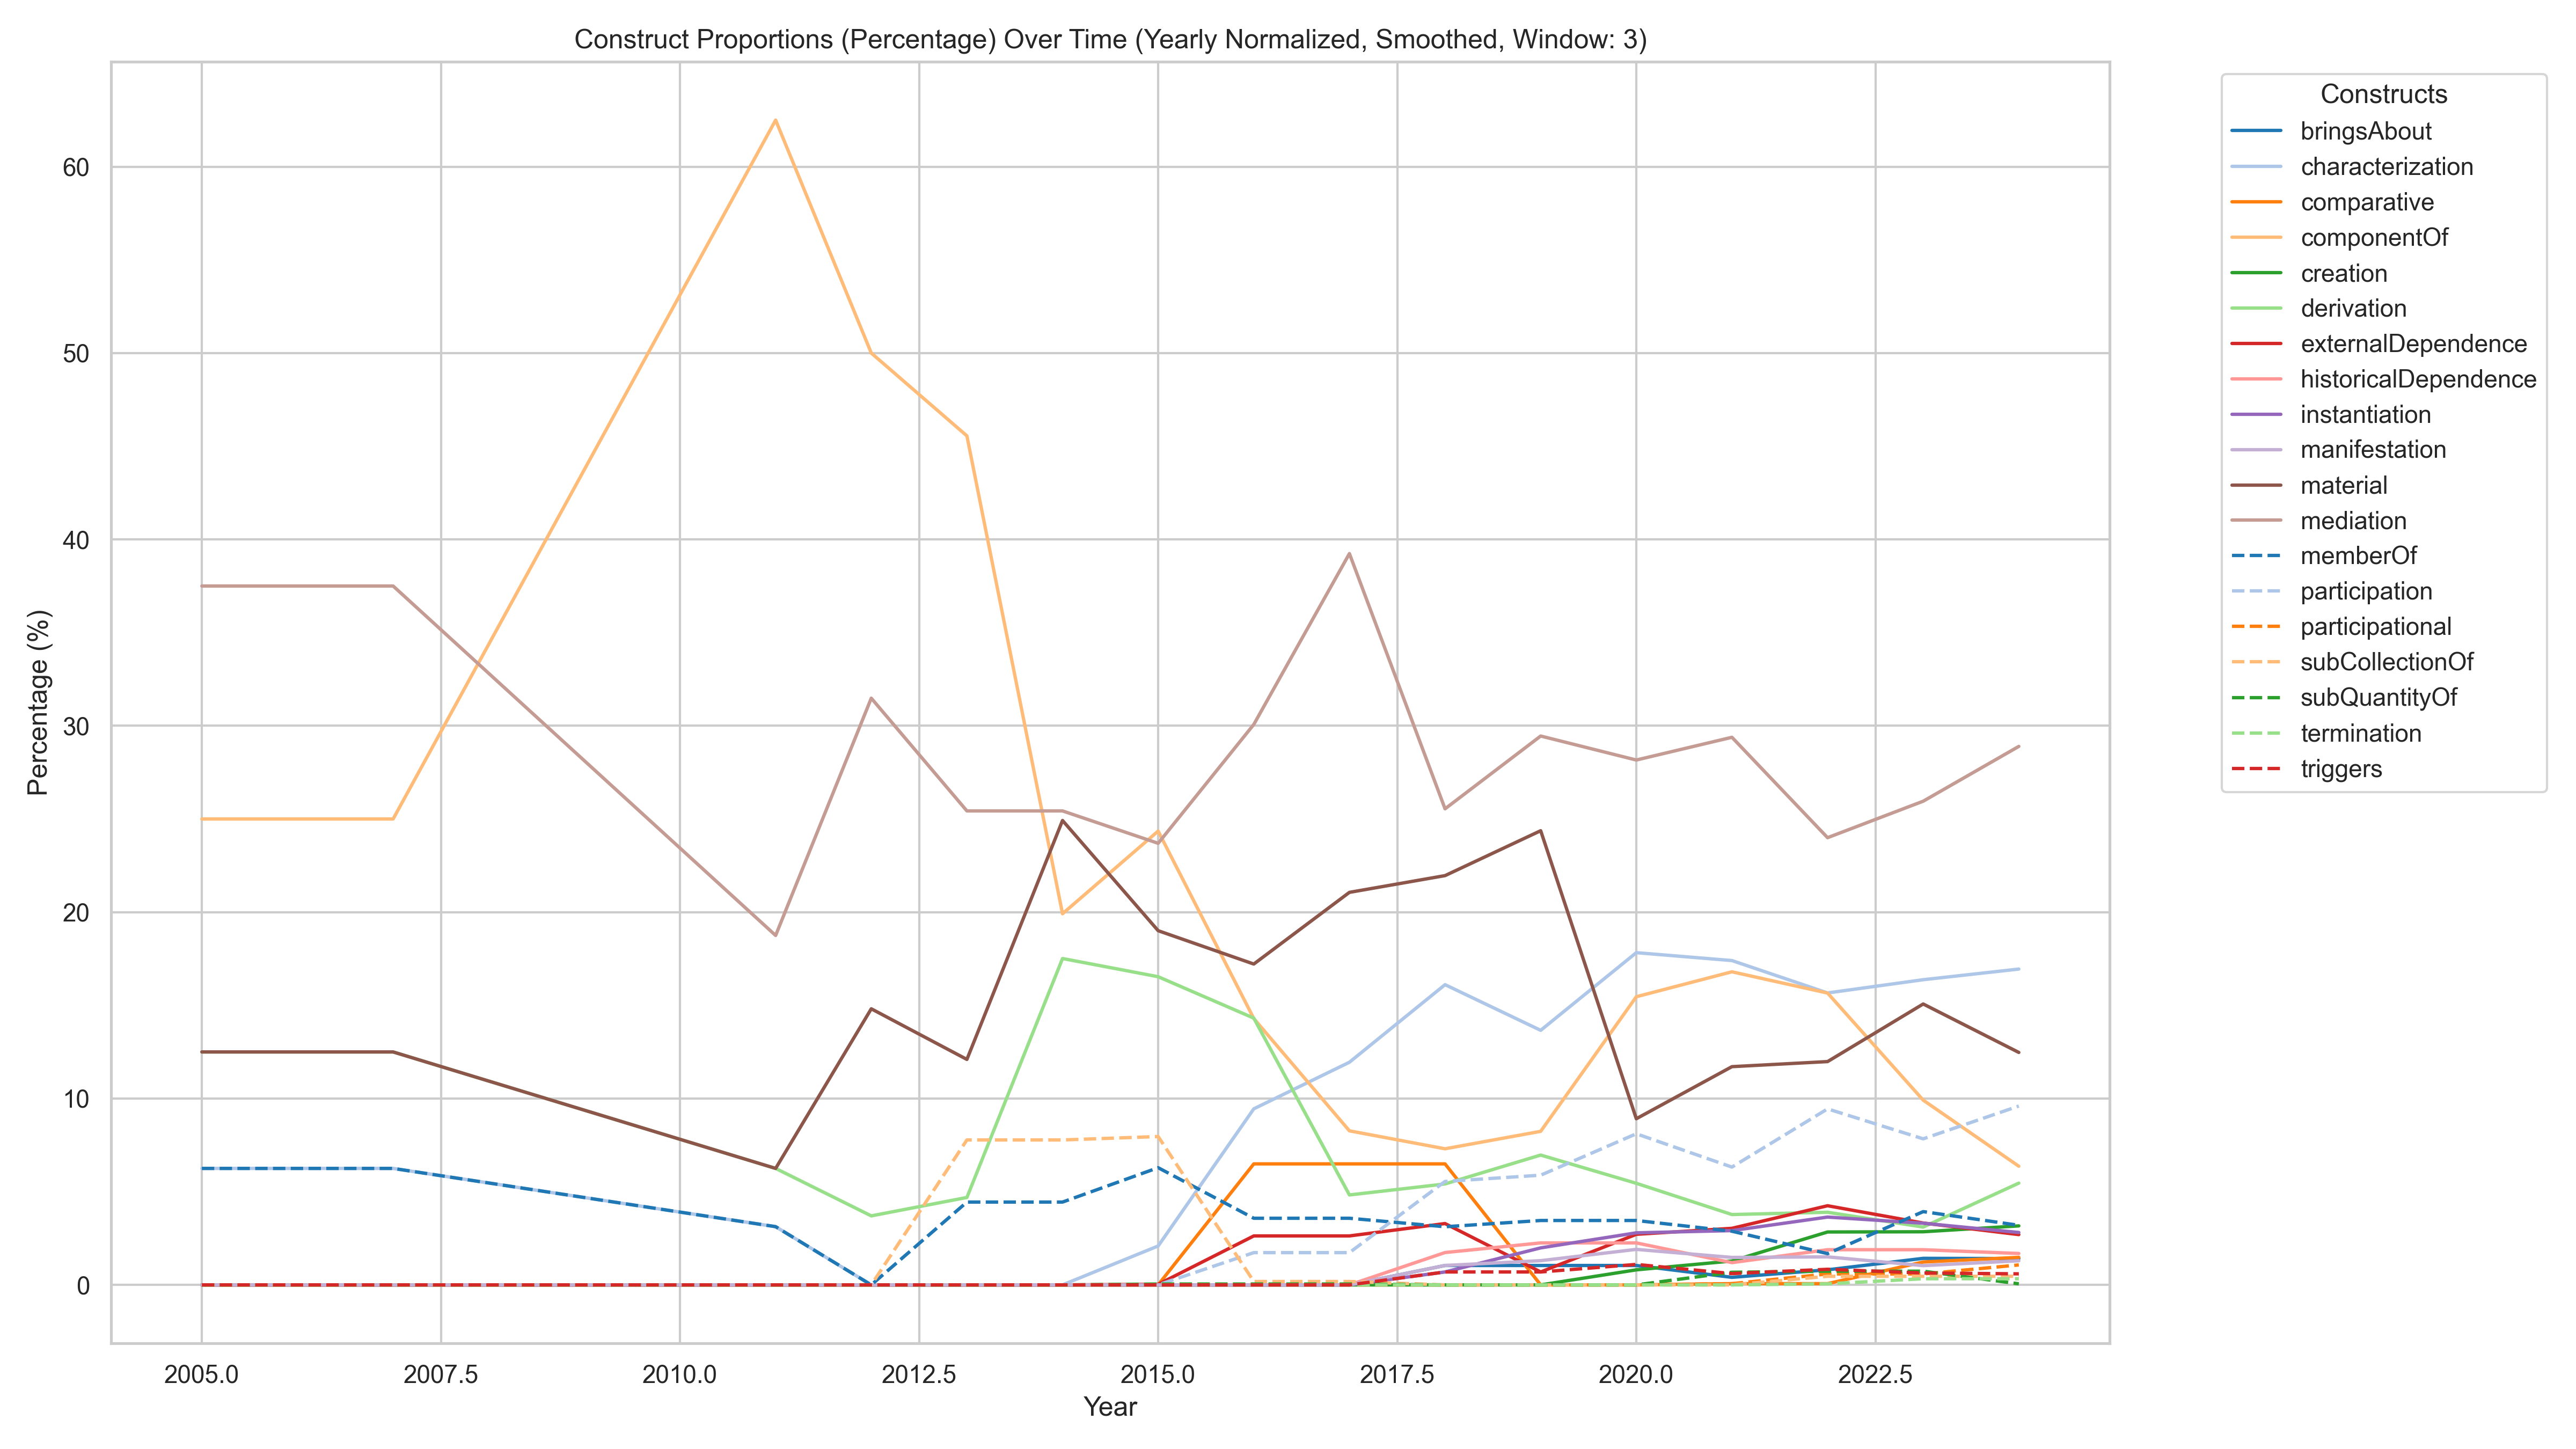 Construct Proportions (Percentage) Over Time (Yearly Normalized, Smoothed, Window: 3)
Percentage (%)
60
50
40
30
20
10
0
2005.0
2007.5
2010.0
2012.5
2015.0
2017.5
2020.0
2022.5
Year
Constructs
bringsAbout
characterization
comparative
componentOf
creation
derivation
externalDependence
historicalDependence
instantiation
manifestation
material
mediation
memberOf
participation
participational
subCollectionOf
subQuantityOf
termination
triggers